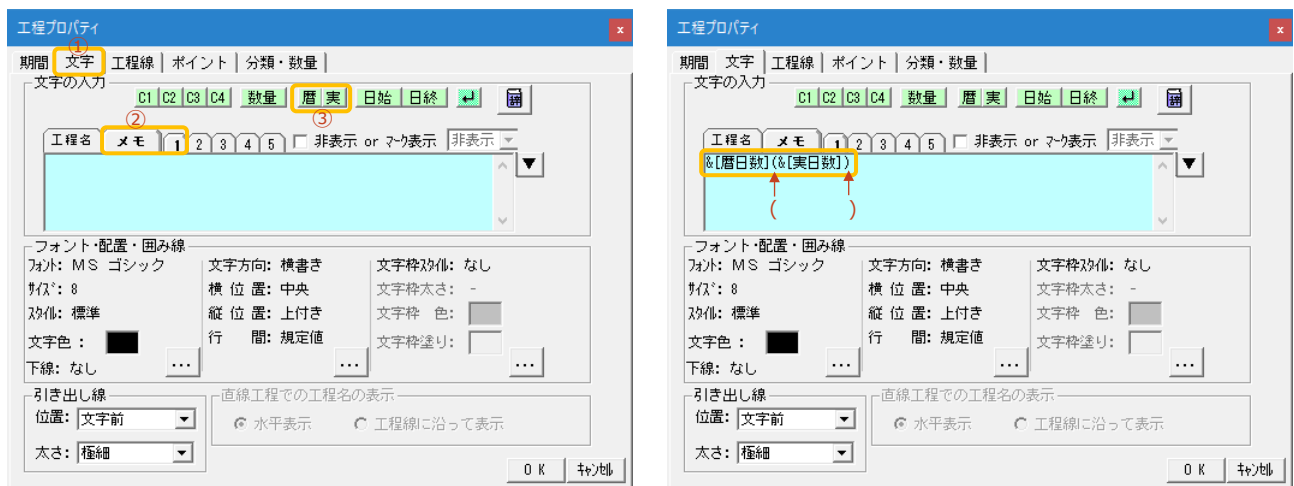 工程プロパティ
x
①
期間 文字 工程線 ポイント 分類・数量
文字の入力
C1 C2 C3 C4 数量 暦 実 日始 日終
② ③
工程名 メモ 1 2 3 4 5 非表示 or マーク表示 非表示
フォント・配置・囲み線
フォント: MS ゴシック 文字方向: 横書き 文字枠スタイル: なし
サイズ: 8 横 位 置: 中央 文字枠太さ: -
スタイル: 標準 縦 位 置: 上付き 文字枠 色:
文字色 : 行 間: 規定値 文字枠塗り:
下線: なし ... ... ...
引き出し線 直線工程での工程名の表示
位置: 文字前 水平表示 工程線に沿って表示
太さ: 極細
OK キャンセル
工程プロパティ
x
期間 文字 工程線 ポイント 分類・数量
文字の入力
C1 C2 C3 C4 数量 暦 実 日始 日終
工程名 メモ 1 2 3 4 5 非表示 or マーク表示 非表示
&[暦日数](&[実日数])
( )
フォント・配置・囲み線
フォント: MS ゴシック 文字方向: 横書き 文字枠スタイル: なし
サイズ: 8 横 位 置: 中央 文字枠太さ: -
スタイル: 標準 縦 位 置: 上付き 文字枠 色:
文字色 : 行 間: 規定値 文字枠塗り:
下線: なし ... ... ...
引き出し線 直線工程での工程名の表示
位置: 文字前 水平表示 工程線に沿って表示
太さ: 極細
OK キャンセル